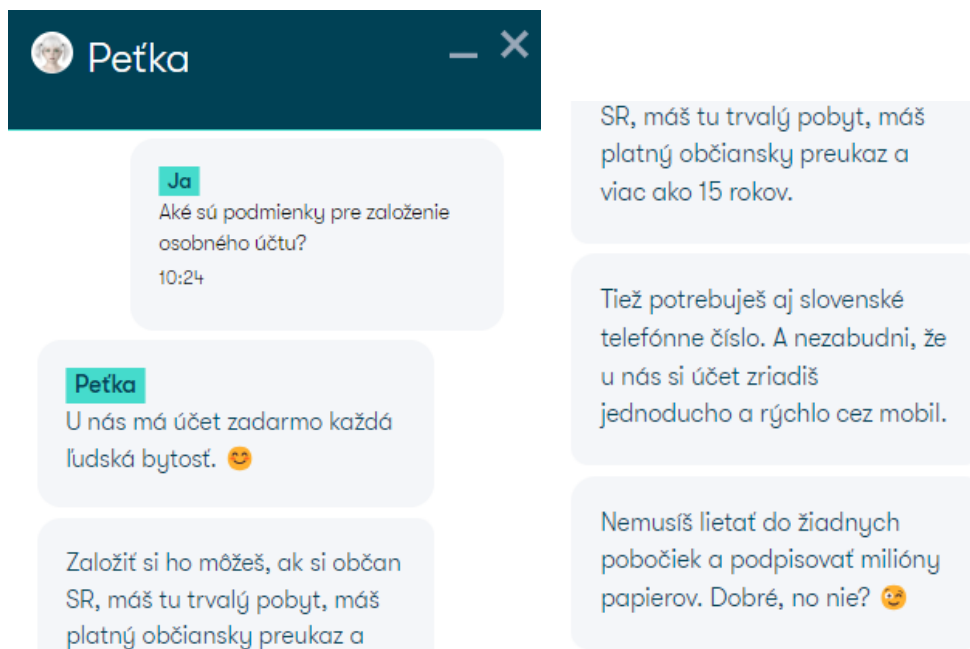 Peťka
Ja
Aké sú podmienky pre založenie
osobného účtu?
10:24
Peťka
U nás má účet zadarmo každá
ľudská bytosť. 😊
Založiť si ho môžeš, ak si občan
SR, máš tu trvalý pobyt, máš
platný občiansky preukaz a
SR, máš tu trvalý pobyt, máš
platný občiansky preukaz a
viac ako 15 rokov.
Tiež potrebuješ aj slovenské
telefónne číslo. A nezabudni, že
u nás si účet zriadiš
jednoducho a rýchlo cez mobil.
Nemusíš lietať do žiadnych
pobočiek a podpisovať milióny
papierov. Dobré, no nie? 😉